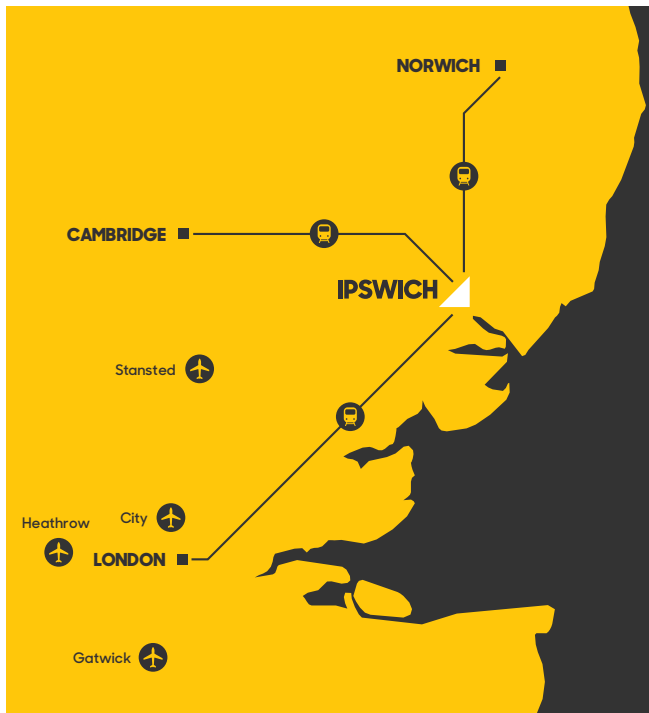 NORWICH
CAMBRIDGE
IPSWICH
Stansted
City
Heathrow
LONDON
Gatwick